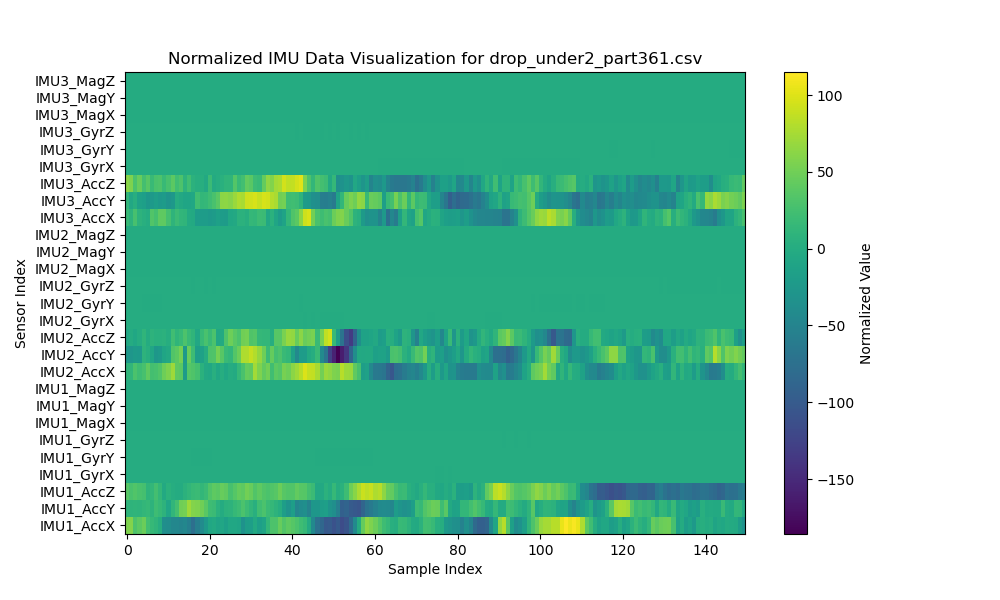 Normalized IMU Data Visualization for drop_under2_part361.csv
IMU3_MagZ
IMU3_MagY
IMU3_MagX
IMU3_GyrZ
IMU3_GyrY
IMU3_GyrX
IMU3_AccZ
IMU3_AccY
IMU3_AccX
IMU2_MagZ
IMU2_MagY
IMU2_MagX
IMU2_GyrZ
IMU2_GyrY
IMU2_GyrX
IMU2_AccZ
IMU2_AccY
IMU2_AccX
IMU1_MagZ
IMU1_MagY
IMU1_MagX
IMU1_GyrZ
IMU1_GyrY
IMU1_GyrX
IMU1_AccZ
IMU1_AccY
IMU1_AccX
Sensor Index
0 20 40 60 80 100 120 140
Sample Index
100
50
0
−50
−100
−150
Normalized Value